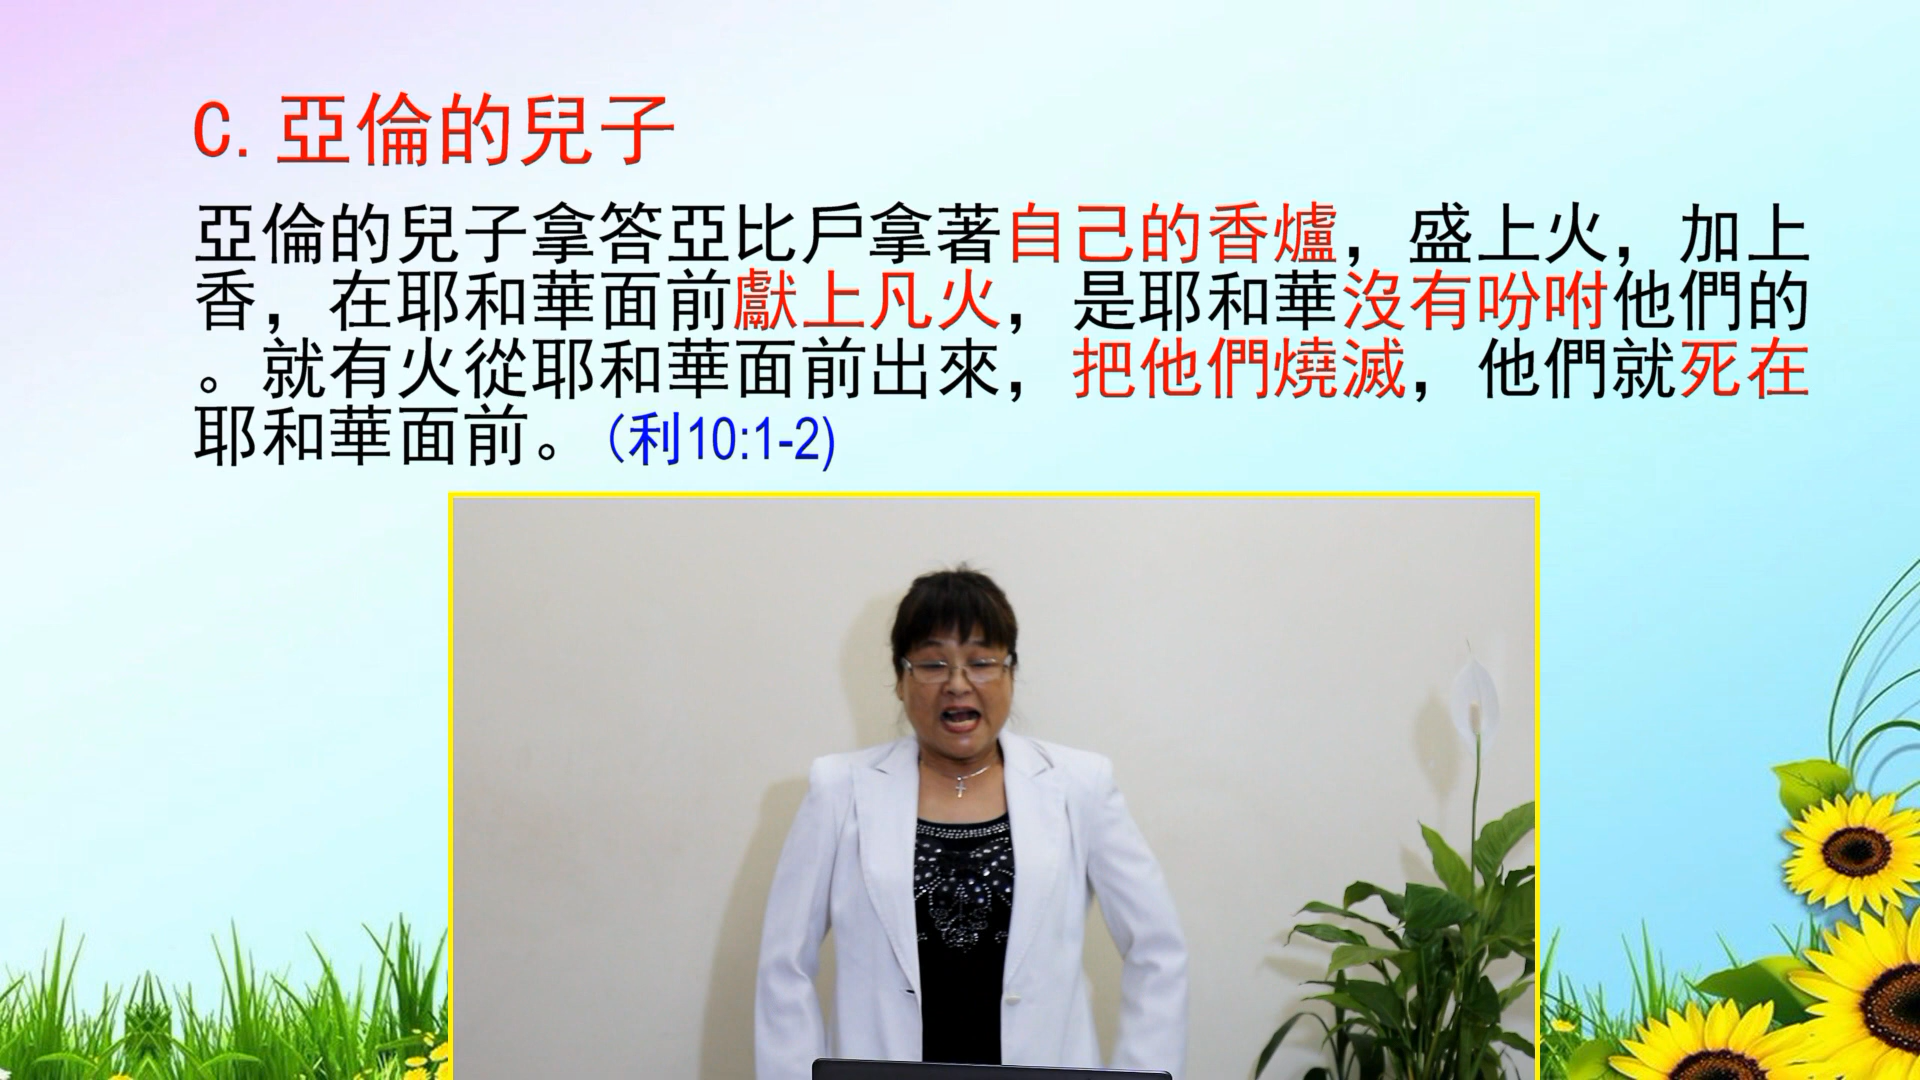 C.亞倫的兒子
亞倫的兒子拿答亞比戶拿著自己的香爐，盛上火，加上
香，在耶和華面前獻上凡火，是耶和華沒有吩咐他們的
。就有火從耶和華面前出來，把他們燒滅，他們就死在
耶和華面前。(利10:1-2)